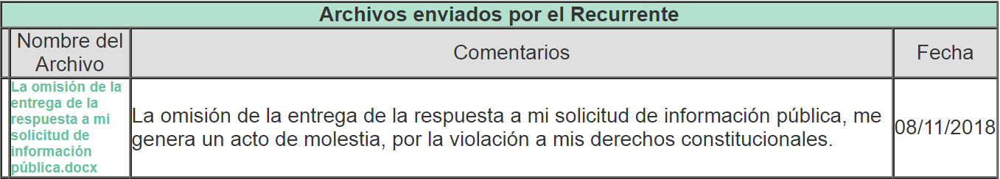 Archivos enviados por el Recurrente
Nombre del
Archivo
Comentarios
Fecha
La omisión de la
entrega de la
respuesta a mi
solicitud de
información
pública.docx
La omisión de la entrega de la respuesta a mi solicitud de información pública, me
genera un acto de molestia, por la violación a mis derechos constitucionales.
08/11/2018